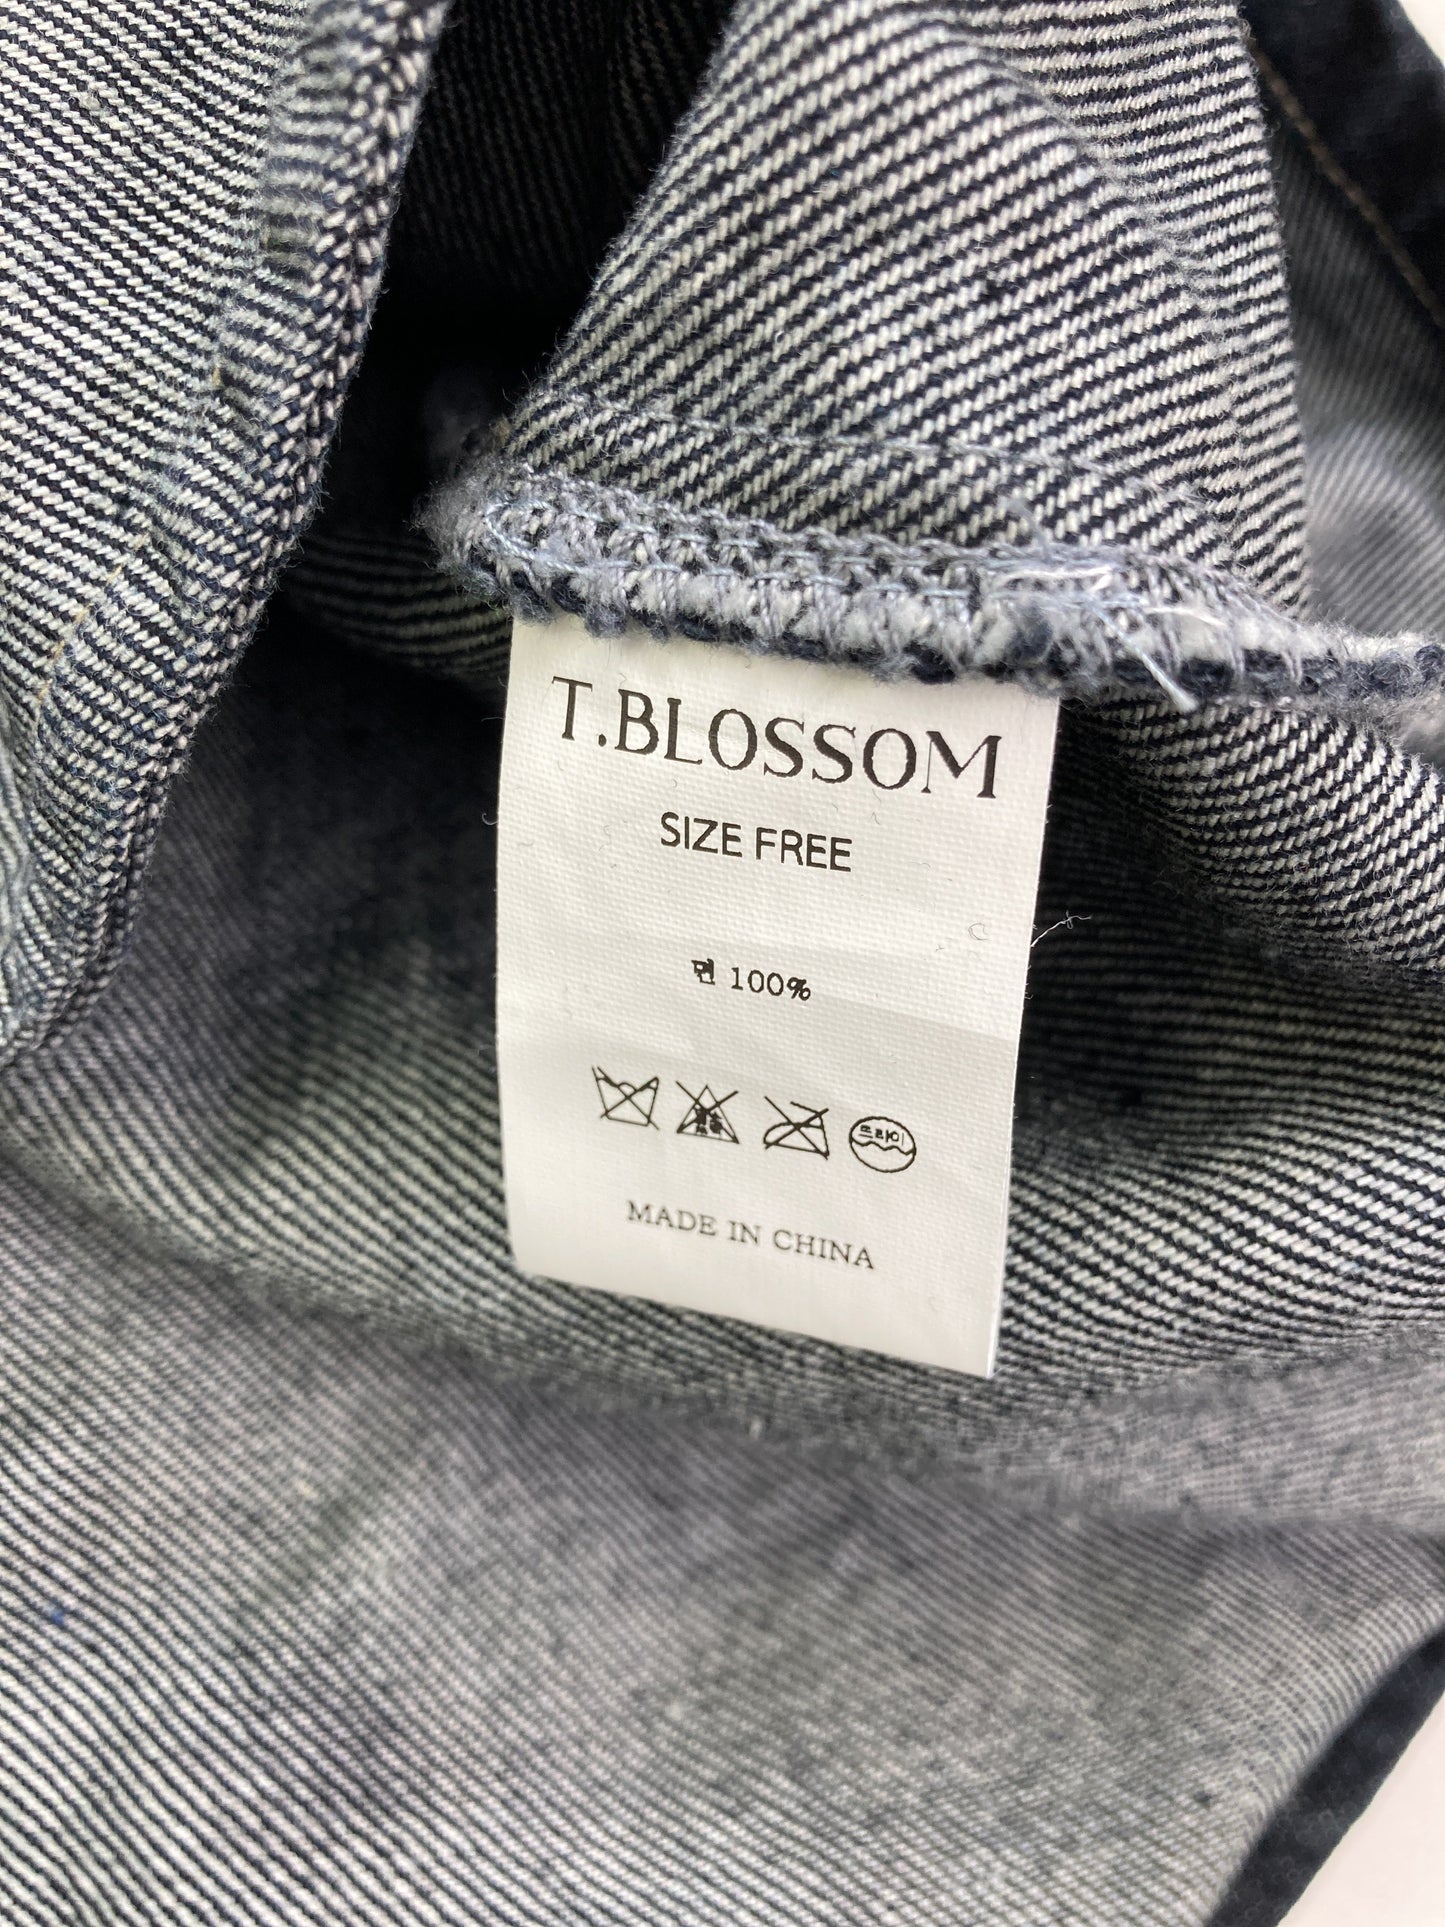 T.BLOSSOM
SIZE FREE
면 100%
드라이
MADE IN CHINA